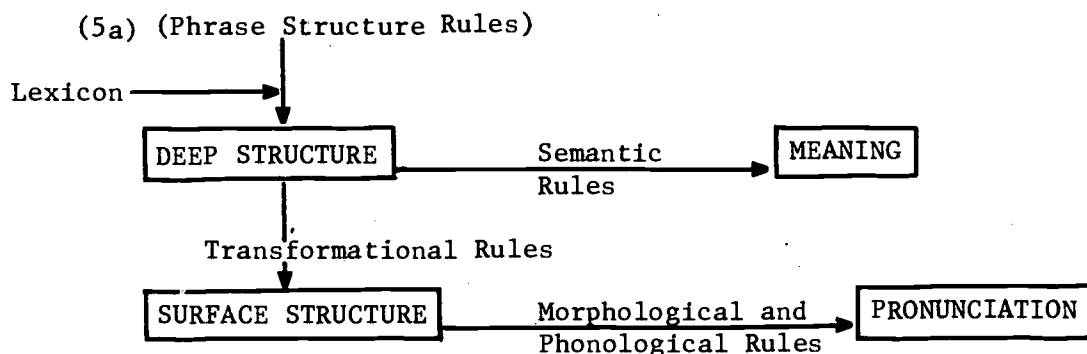 (5a) (Phrase Structure Rules)
Lexicon
DEEP STRUCTURE
Semantic
Rules
MEANING
Transformational Rules
SURFACE STRUCTURE
Morphological and
Phonological Rules
PRONUNCIATION